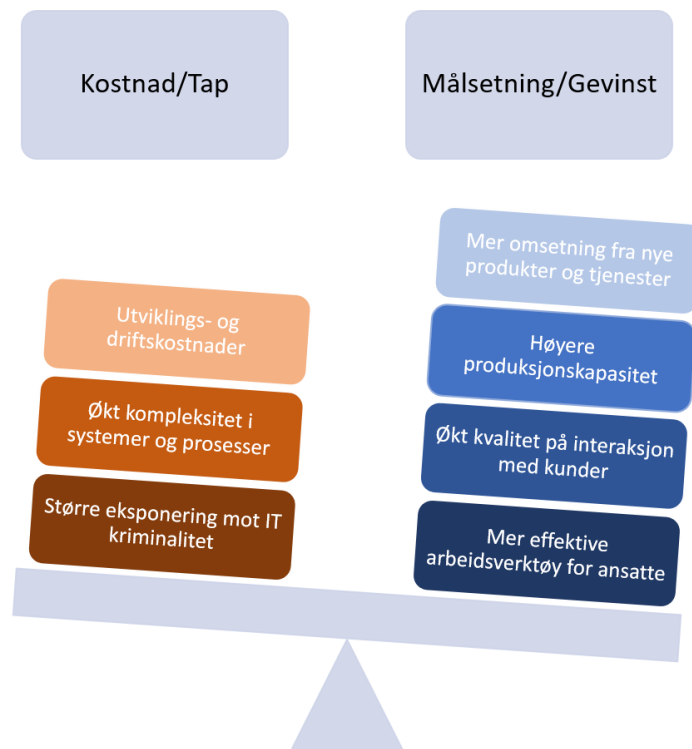 Kostnad/Tap
Målsetning/Gevinst
Utviklings- og
driftskostnader
Økt kompleksitet i
systemer og prosesser
Større eksponering mot IT
kriminalitet
Mer omsetning fra nye
produkter og tjenester
Høyere
produksjonskapasitet
Økt kvalitet på interaksjon
med kunder
Mer effektive
arbeidsverktøy for ansatte